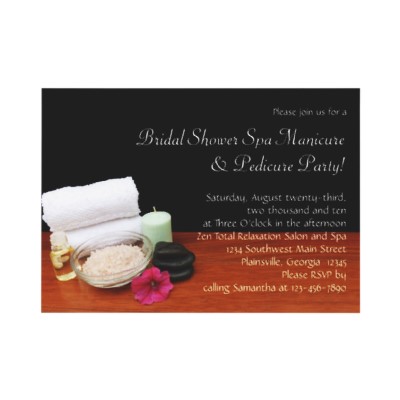 Please join us for a
Bridal Shower Spa Manicure
& Pedicure Party!
Saturday, August twenty-third,
two thousand and ten
at Three O'clock in the afternoon
Zen Total Relaxation Salon and Spa
1234 Southwest Main Street
Plainsville, Georgia 12345
Please RSVP by
calling Samantha at 123-456-7890